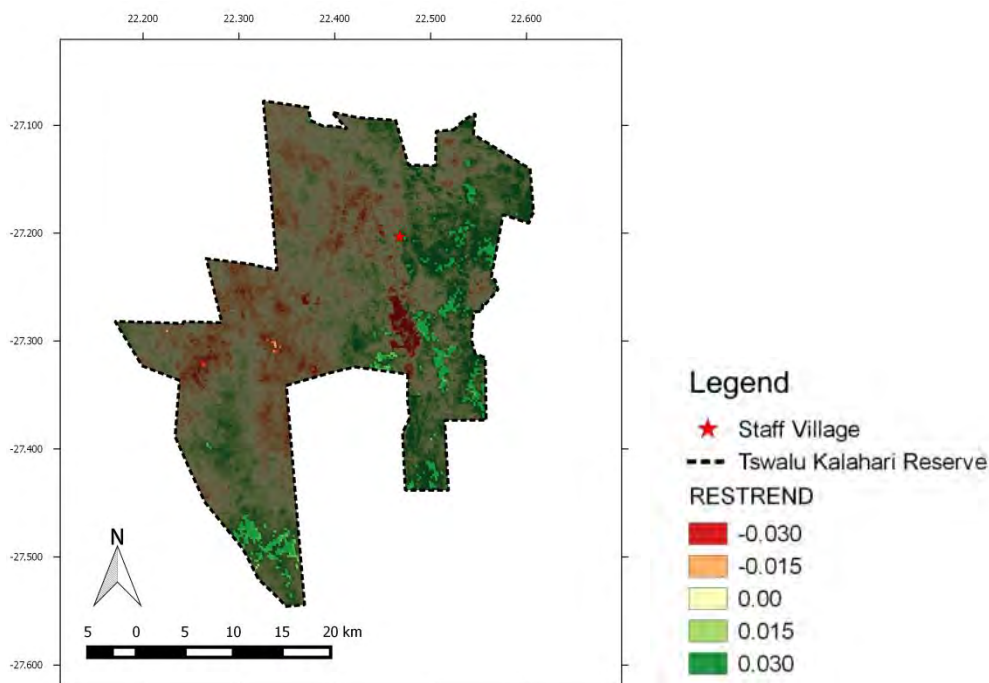 22.200 22.300 22.400 22.500 22.600
-27.100
-27.200
-27.300
-27.400
-27.500
-27.600
N
5 0 5 10 15 20 km
Legend
Staff Village
Tswalu Kalahari Reserve
RESTREND
-0.030
-0.015
0.00
0.015
0.030